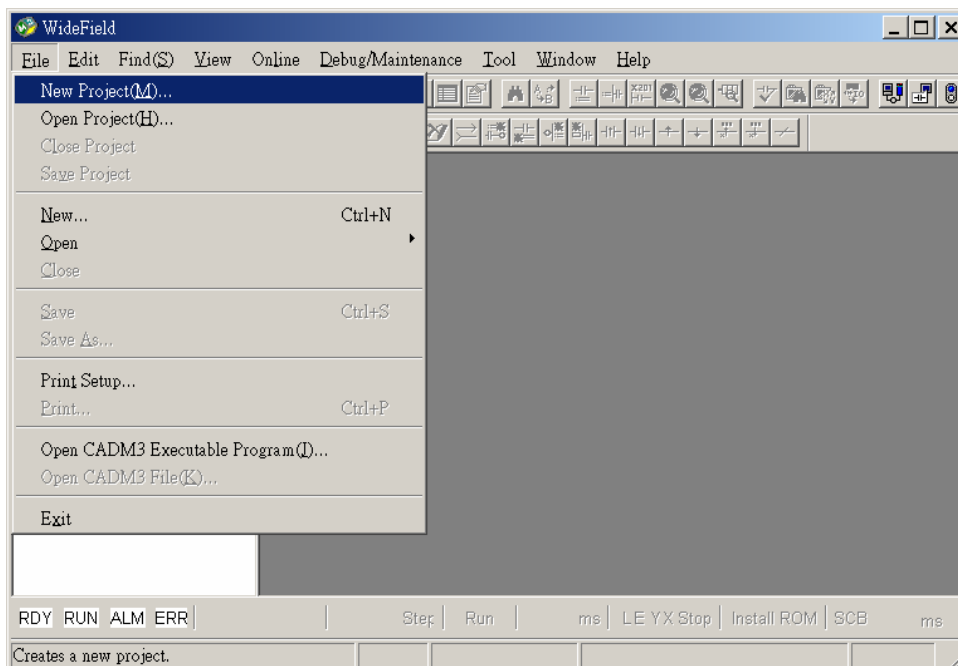 WideField
File Edit Find(S) View Online Debug/Maintenance Tool Window Help
New Project(M)...
Open Project(H)...
Close Project
Save Project
New... Ctrl+N
Open
Close
Save Ctrl+S
Save As...
Print Setup...
Print... Ctrl+P
Open CADM3 Executable Program(J)...
Open CADM3 File(K)...
Exit
RDY RUN ALM ERR Step Run ms LE YX Stop Install ROM SCB ms
Creates a new project.